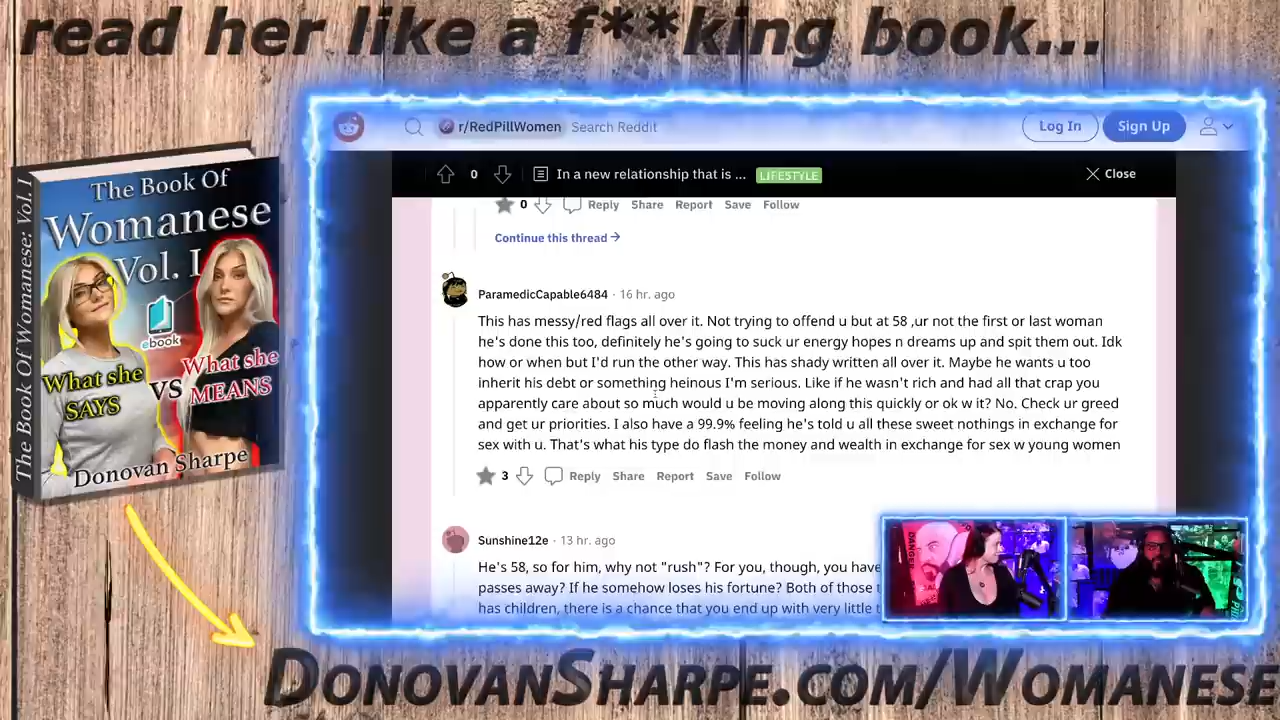 read her like a f**king book...
r/RedPillWomen Search Reddit
Log In
Sign Up
0
In a new relationship that is ...
LIFESTYLE
Close
0 Reply Share Report Save Follow
Continue this thread →
ParamedicCapable6484 · 16 hr. ago
This has messy/red flags all over it. Not trying to offend u but at 58 ,ur not the first or last woman
he's done this too, definitely he's going to suck ur energy hopes n dreams up and spit them out. Idk
how or when but I'd run the other way. This has shady written all over it. Maybe he wants u too
inherit his debt or something heinous I'm serious. Like if he wasn't rich and had all that crap you
apparently care about so much would u be moving along this quickly or ok w it? No. Check ur greed
and get ur priorities. I also have a 99.9% feeling he's told u all these sweet nothings in exchange for
sex with u. That's what his type do flash the money and wealth in exchange for sex w young women
3 Reply Share Report Save Follow
Sunshine12e · 13 hr. ago
He's 58, so for him, why not "rush"? For you, though, you have
passes away? If he somehow loses his fortune? Both of those
has children, there is a chance that you end up with very little
The Book Of Womanese: Vol. I
The Book Of
Womanese
Vol. I
ebook
What she
SAYS
VS
What she
MEANS
Donovan Sharpe
DANGER
DonovanSharpe.com/Womanese